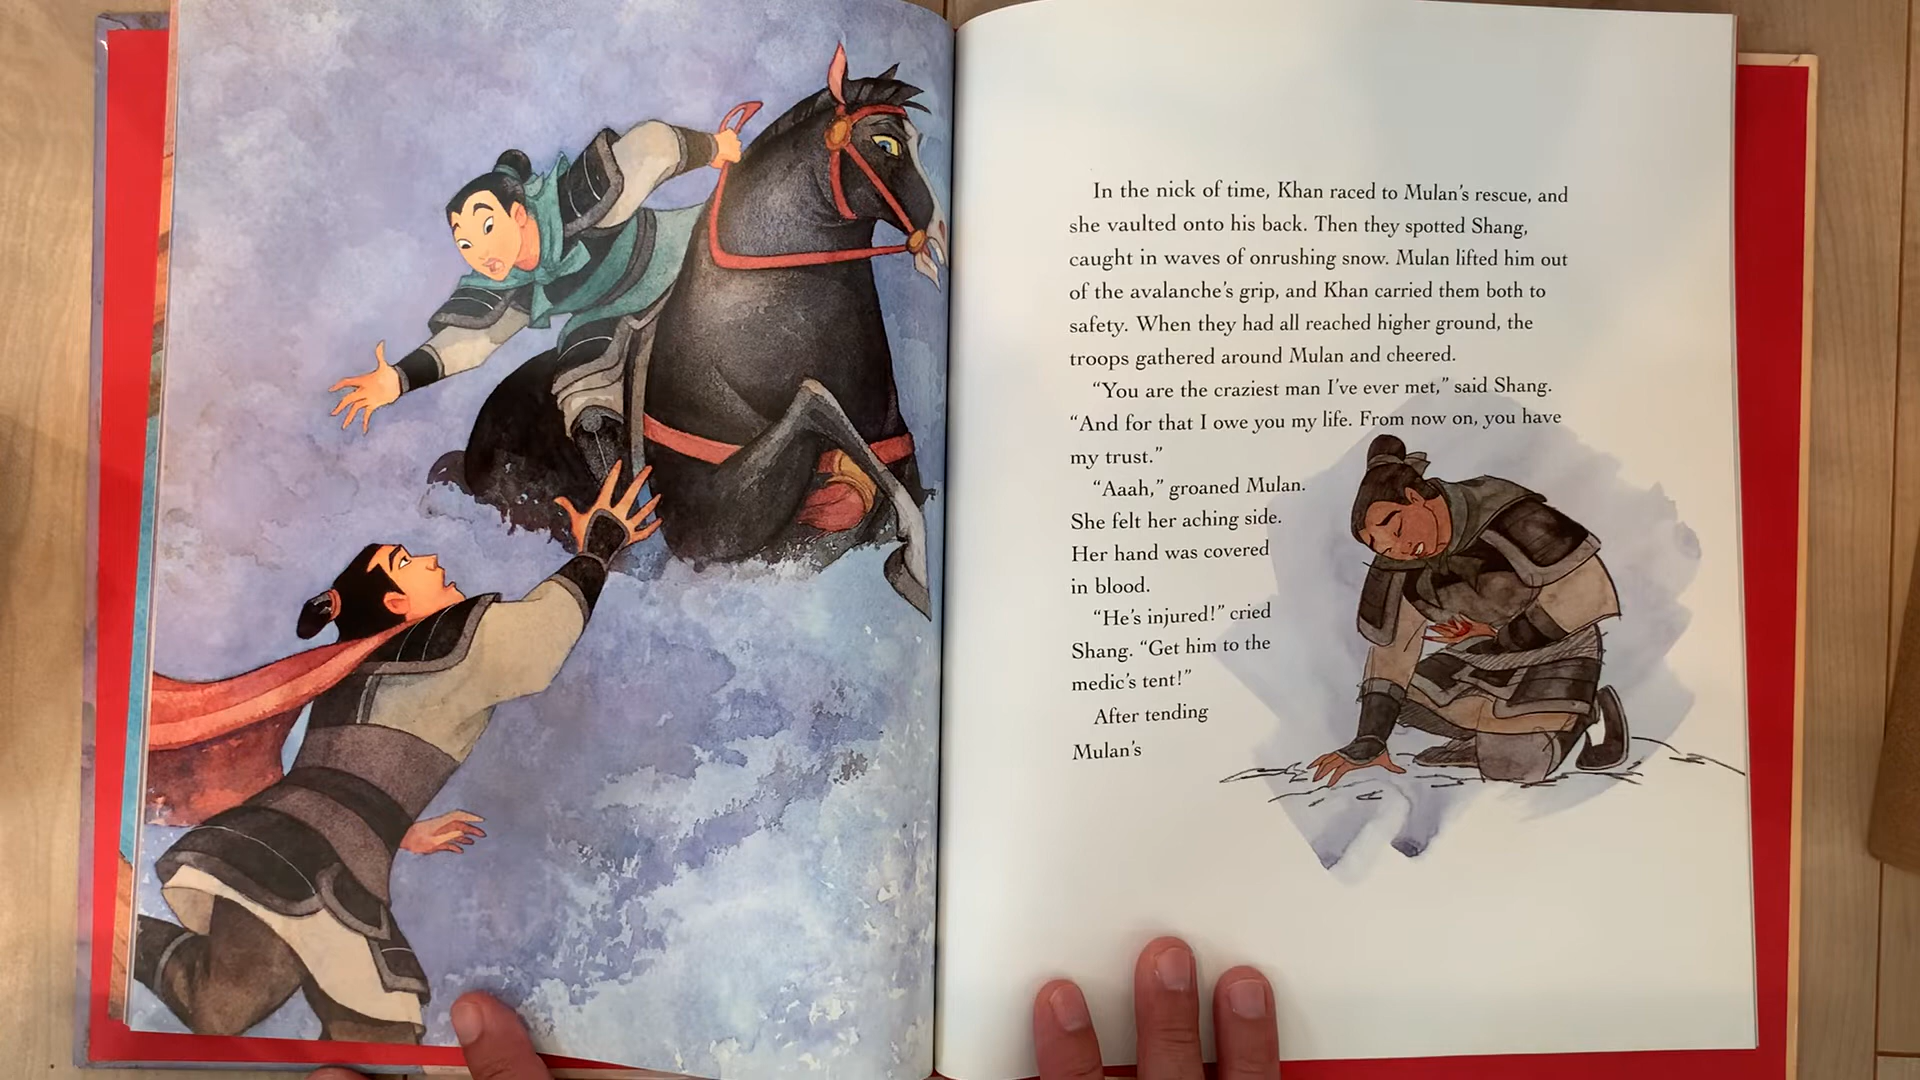 In the nick of time, Khan raced to Mulan's rescue, and
she vaulted onto his back. Then they spotted Shang,
caught in waves of onrushing snow. Mulan lifted him out
of the avalanche's grip, and Khan carried them both to
safety. When they had all reached higher ground, the
troops gathered around Mulan and cheered.
“You are the craziest man I've ever met,” said Shang.
“And for that I owe you my life. From now on, you have
my trust.”
“Aaah,” groaned Mulan.
She felt her aching side.
Her hand was covered
in blood.
“He's injured!” cried
Shang. “Get him to the
medic's tent!”
After tending
Mulan's